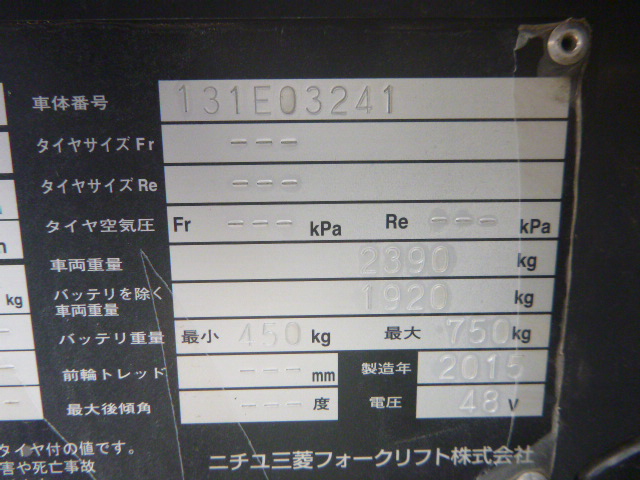 車体番号 131E03241
タイヤサイズ Fr ---
タイヤサイズ Re ---
タイヤ空気圧 Fr --- kPa Re --- kPa
車両重量 2390 kg
バッテリを除く
車両重量 1920 kg
kg
バッテリ重量 最小 450 kg 最大 750 kg
前輪トレッド --- mm 製造年 2015
最大後傾角 --- 度 電圧 48 V
タイヤ付の値です。
害や死亡事故
ニチユ三菱フォークリフト株式会社